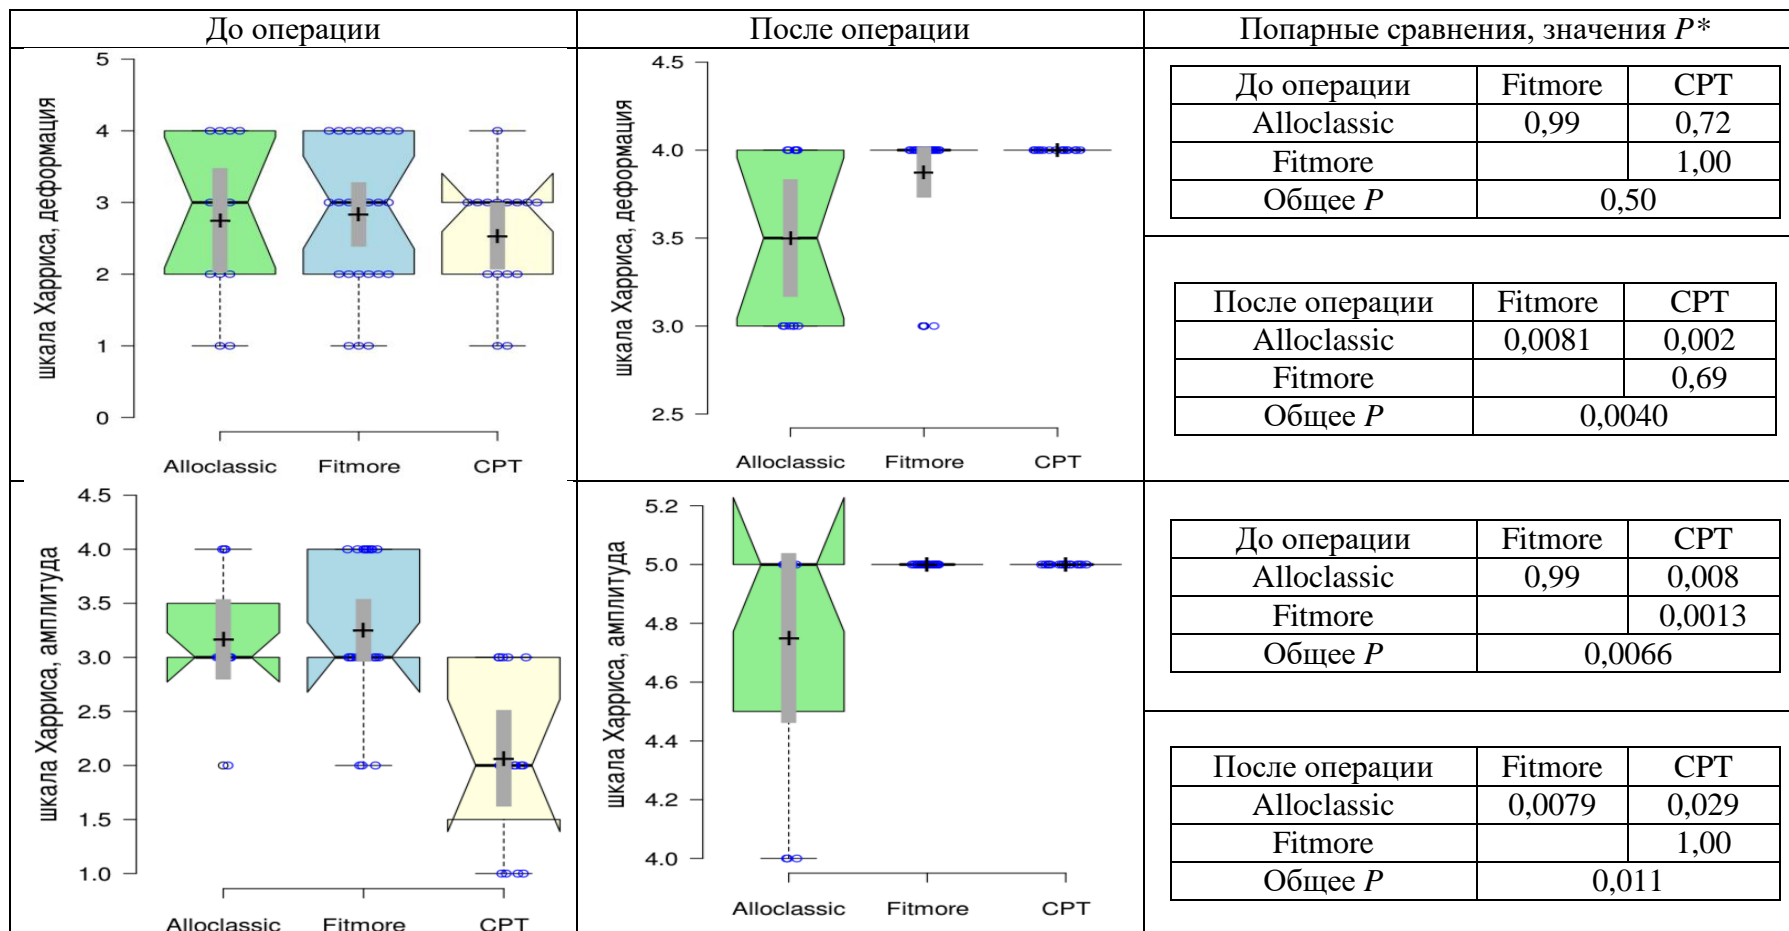 До операции
После операции
Попарные сравнения, значения P*
шкала Харриса, деформация
5
4
3
2
1
0
Alloclassic Fitmore CPT
шкала Харриса, деформация
4.5
4.0
3.5
3.0
2.5
Alloclassic Fitmore CPT
До операции Fitmore CPT
Alloclassic 0,99 0,72
Fitmore 1,00
Общее P 0,50
После операции Fitmore CPT
Alloclassic 0,0081 0,002
Fitmore 0,69
Общее P 0,0040
шкала Харриса, амплитуда
4.5
4.0
3.5
3.0
2.5
2.0
1.5
1.0
Alloclassic Fitmore CPT
шкала Харриса, амплитуда
5.2
5.0
4.8
4.6
4.4
4.2
4.0
Alloclassic Fitmore CPT
До операции Fitmore CPT
Alloclassic 0,99 0,008
Fitmore 0,0013
Общее P 0,0066
После операции Fitmore CPT
Alloclassic 0,0079 0,029
Fitmore 1,00
Общее P 0,011